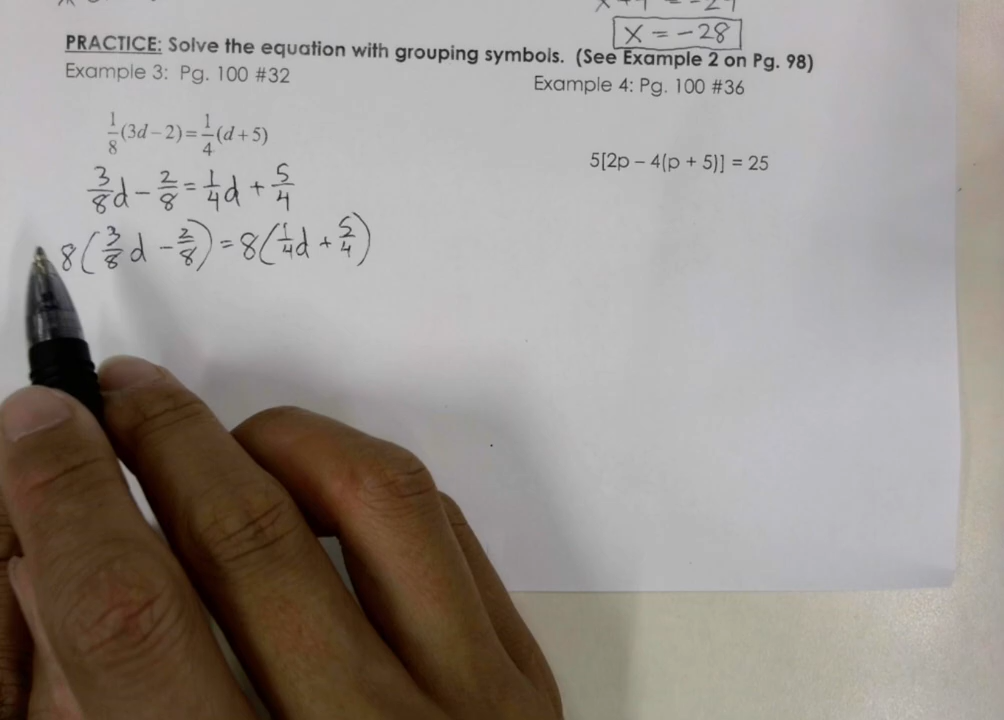 x = -28
PRACTICE: Solve the equation with grouping symbols. (See Example 2 on Pg. 98)
Example 3: Pg. 100 #32
Example 4: Pg. 100 #36
1/8(3d – 2) = 1/4(d + 5)
5[2p – 4(p + 5)] = 25
3/8d - 2/8 = 1/4d + 5/4
8(3/8d - 2/8) = 8(1/4d + 5/4)